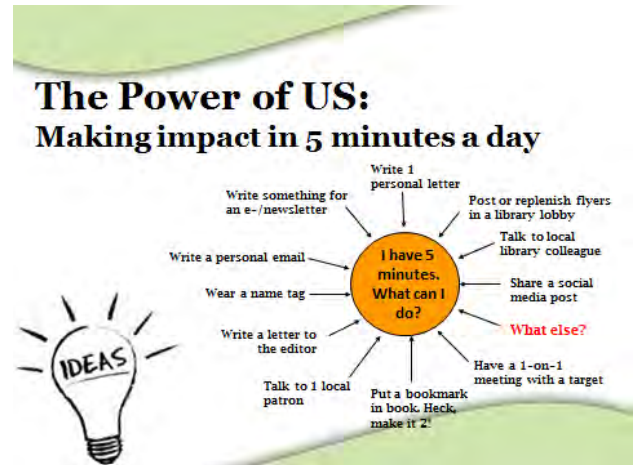 The Power of US:
Making impact in 5 minutes a day
Write 1
personal letter
Write something for
an e-/newsletter
Post or replenish flyers
in a library lobby
Talk to local
library colleague
Write a personal email
I have 5
minutes.
What can I
do?
Share a social
media post
Wear a name tag
What else?
Write a letter to
the editor
Have a 1-on-1
meeting with a target
Talk to 1 local
patron
Put a bookmark
in book. Heck,
make it 2!
IDEAS